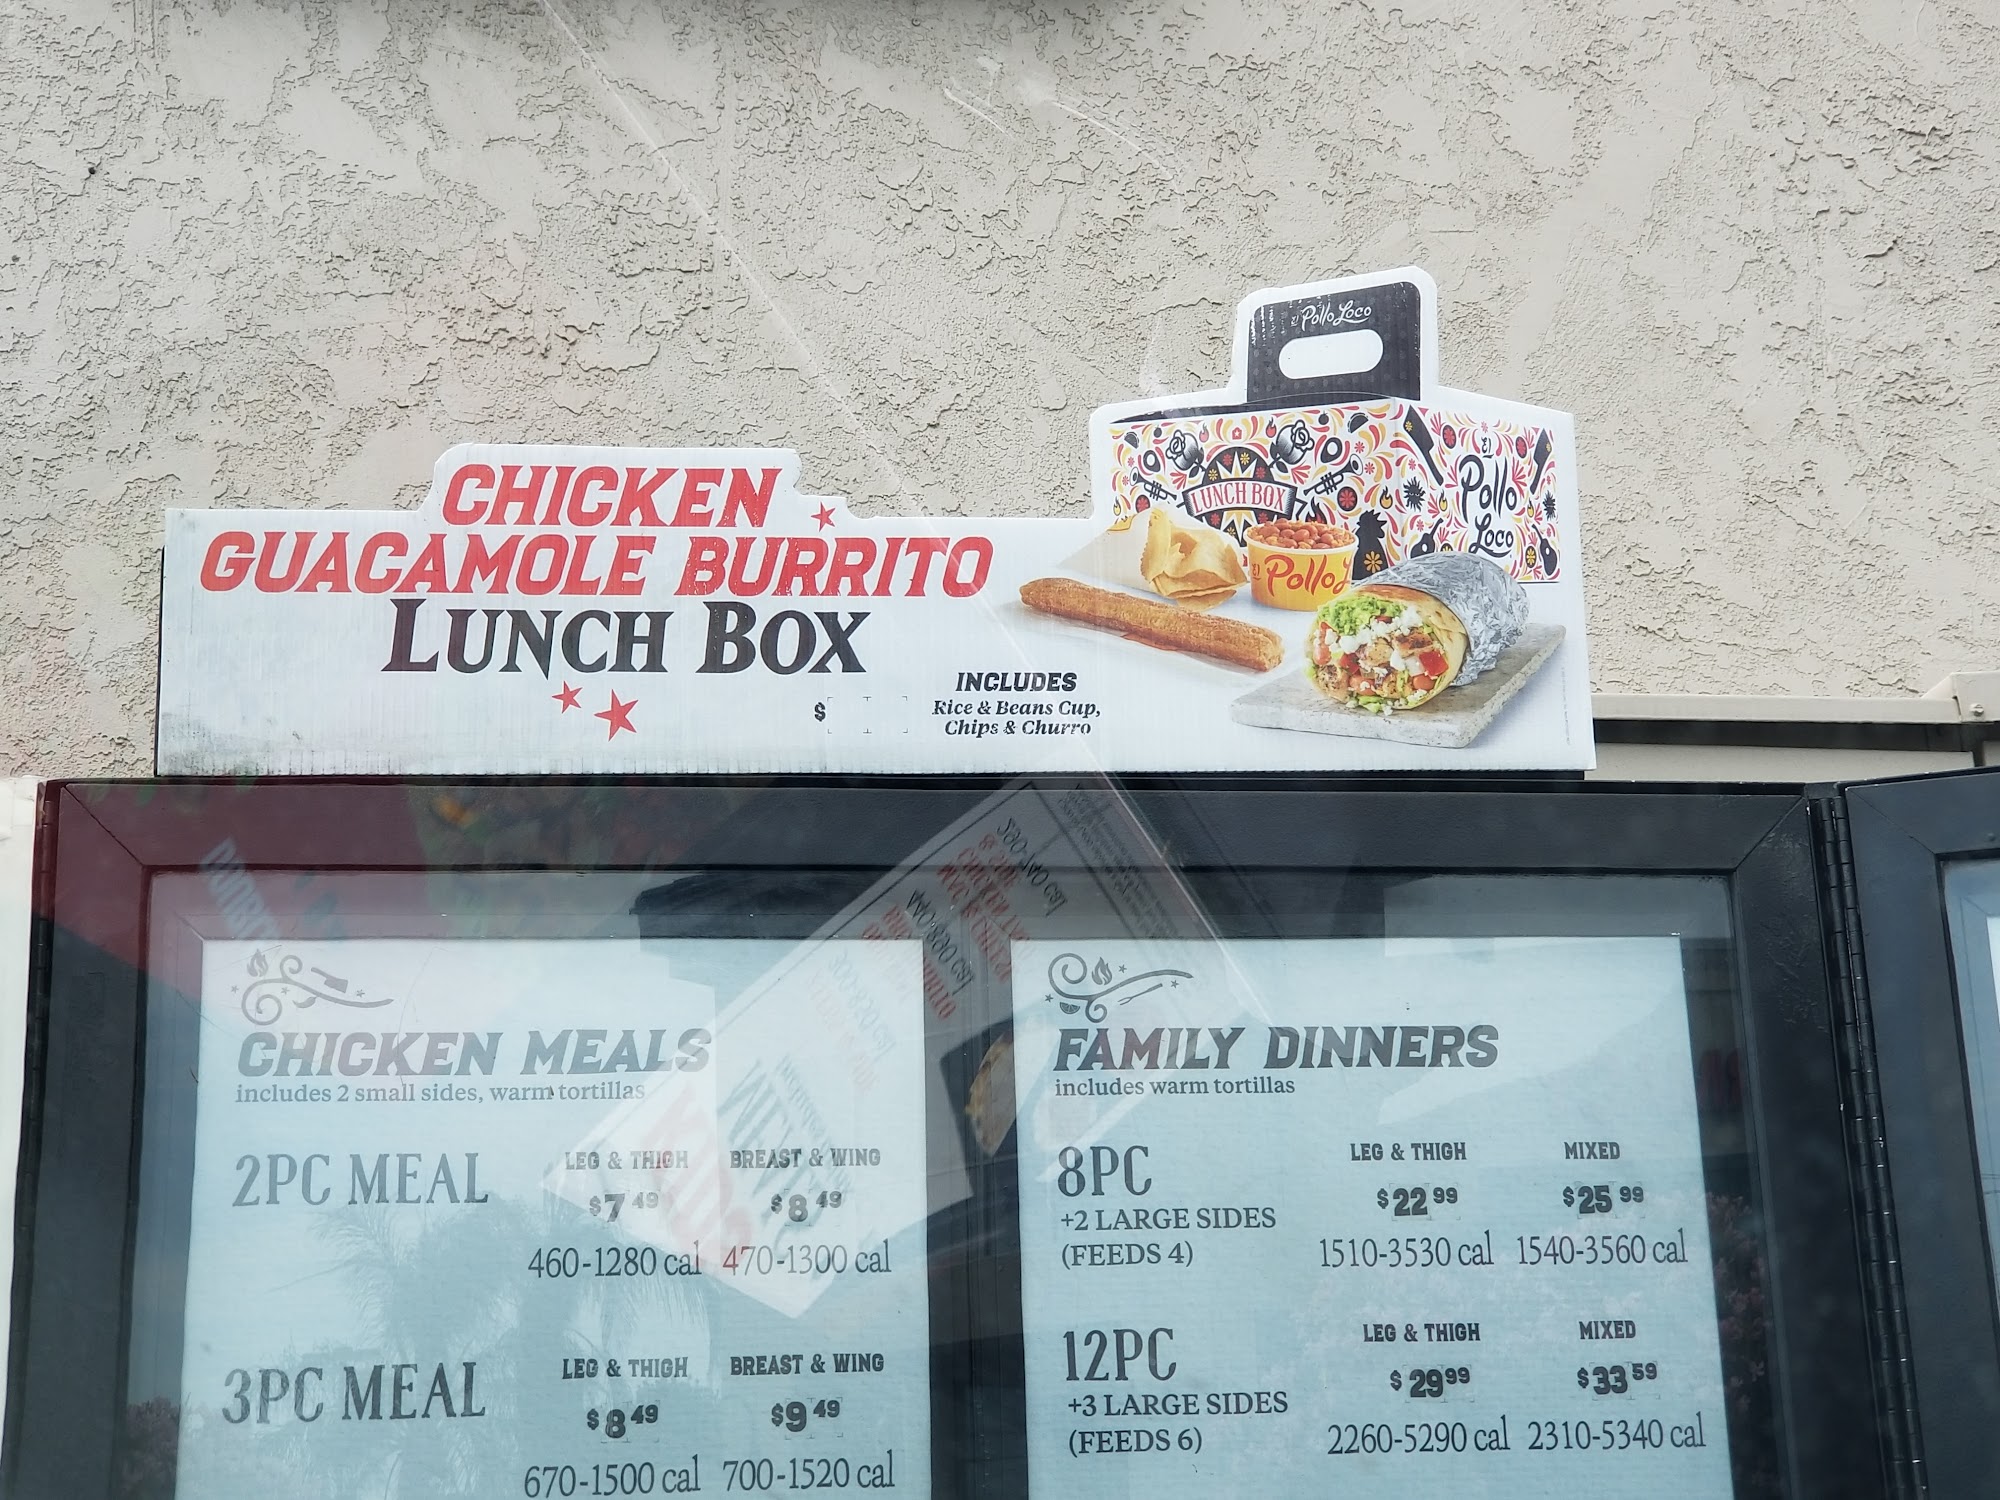 El Pollo Loco
CHICKEN
GUACAMOLE BURRITO
LUNCH BOX
$
INCLUDES
Rice & Beans Cup,
Chips & Churro
LUNCH BOX
El Pollo Loco
El Pollo L
CHICKEN MEALS
includes 2 small sides, warm tortillas
2PC MEAL
LEG & THIGH BREAST & WING
$7.49 $8.49
460-1280 cal 470-1300 cal
3PC MEAL
LEG & THIGH BREAST & WING
$8.49 $9.49
670-1500 cal 700-1520 cal
FAMILY DINNERS
includes warm tortillas
8PC
+2 LARGE SIDES
(FEEDS 4)
LEG & THIGH MIXED
$22.99 $25.99
1510-3530 cal 1540-3560 cal
12PC
+3 LARGE SIDES
(FEEDS 6)
LEG & THIGH MIXED
$29.99 $33.59
2260-5290 cal 2310-5340 cal